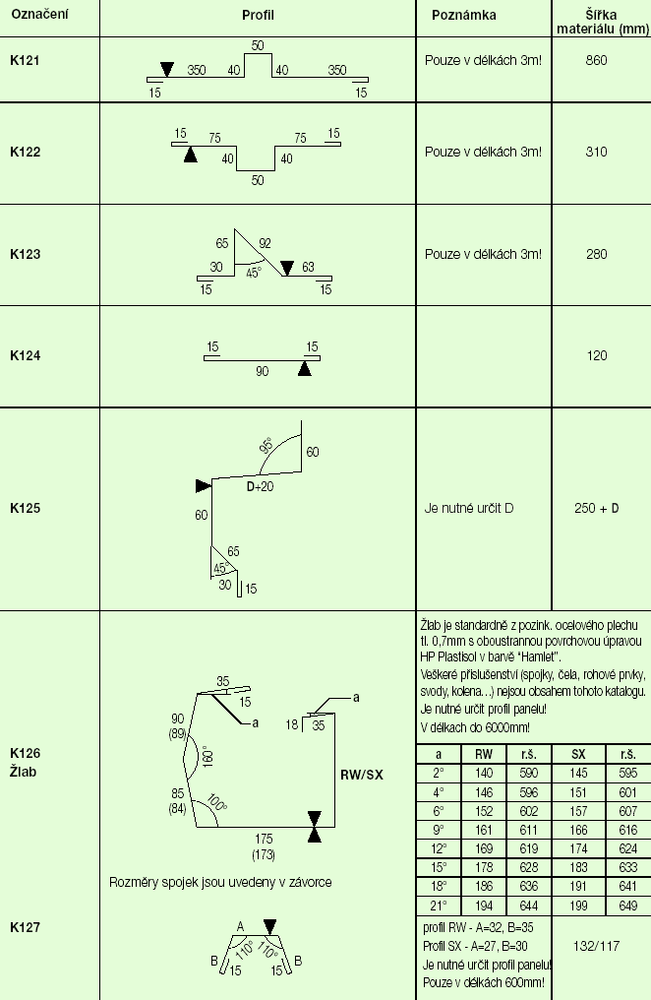 Označení Profil Poznámka Šířka
materiálu (mm)
50
K121 350 40 40 350 Pouze v délkách 3m! 860
15 15
15 75 75 15
K122 40 40 Pouze v délkách 3m! 310
50
65 92
K123 30 45° 63 Pouze v délkách 3m! 280
15 15
K124 15 15 120
90
95° 60
D+20
K125 60 Je nutné určit D 250 + D
65
45°
30 15
Žlab je standardně z pozink. ocelového plechu
tl. 0,7mm s oboustrannou povrchovou úpravou
HP Plastisol v barvě “Hamlet”.
Veškeré příslušenství (spojky, čela, rohové prvky,
svody, kolena...) nejsou obsahem tohoto katalogu.
Je nutné určit profil panelu!
V délkach do 6000mm!
35
15 a
90 a 18 35
(89)
K126
Žlab
160° RW/SX
85
(84) 100°
175
(173)
Rozměry spojek jsou uvedeny v závorce
a RW r.š. SX r.š.
2° 140 590 145 595
4° 146 596 151 601
6° 152 602 157 607
9° 161 611 166 616
12° 169 619 174 624
15° 178 628 183 633
18° 186 636 191 641
21° 194 644 199 649
K127
A
B 110° 110° B
15 15
profil RW - A=32, B=35
Profil SX - A=27, B=30
Je nutné určit profil panelu!
Pouze v délkách 600mm!
132/117